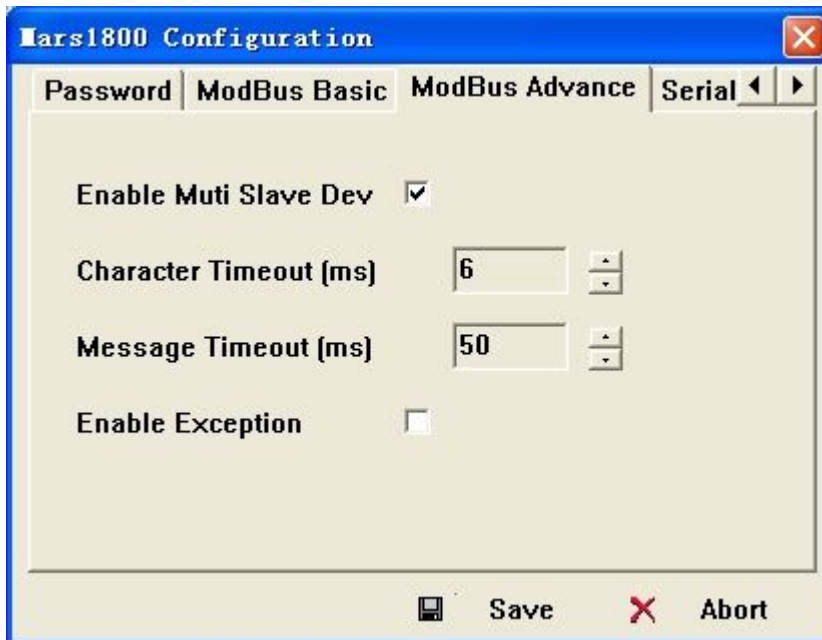 Mars1800 Configuration
Password ModBus Basic ModBus Advance Serial
Enable Muti Slave Dev
Character Timeout (ms) 6
Message Timeout (ms) 50
Enable Exception
Save Abort